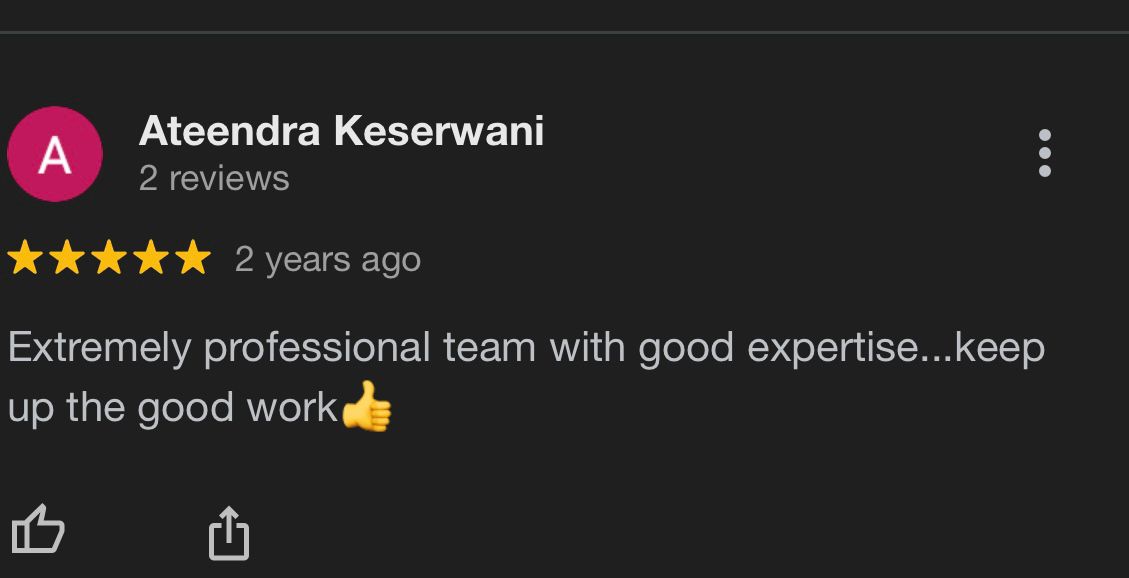 A
Ateendra Keserwani
2 reviews
2 years ago
Extremely professional team with good expertise...keep
up the good work👍